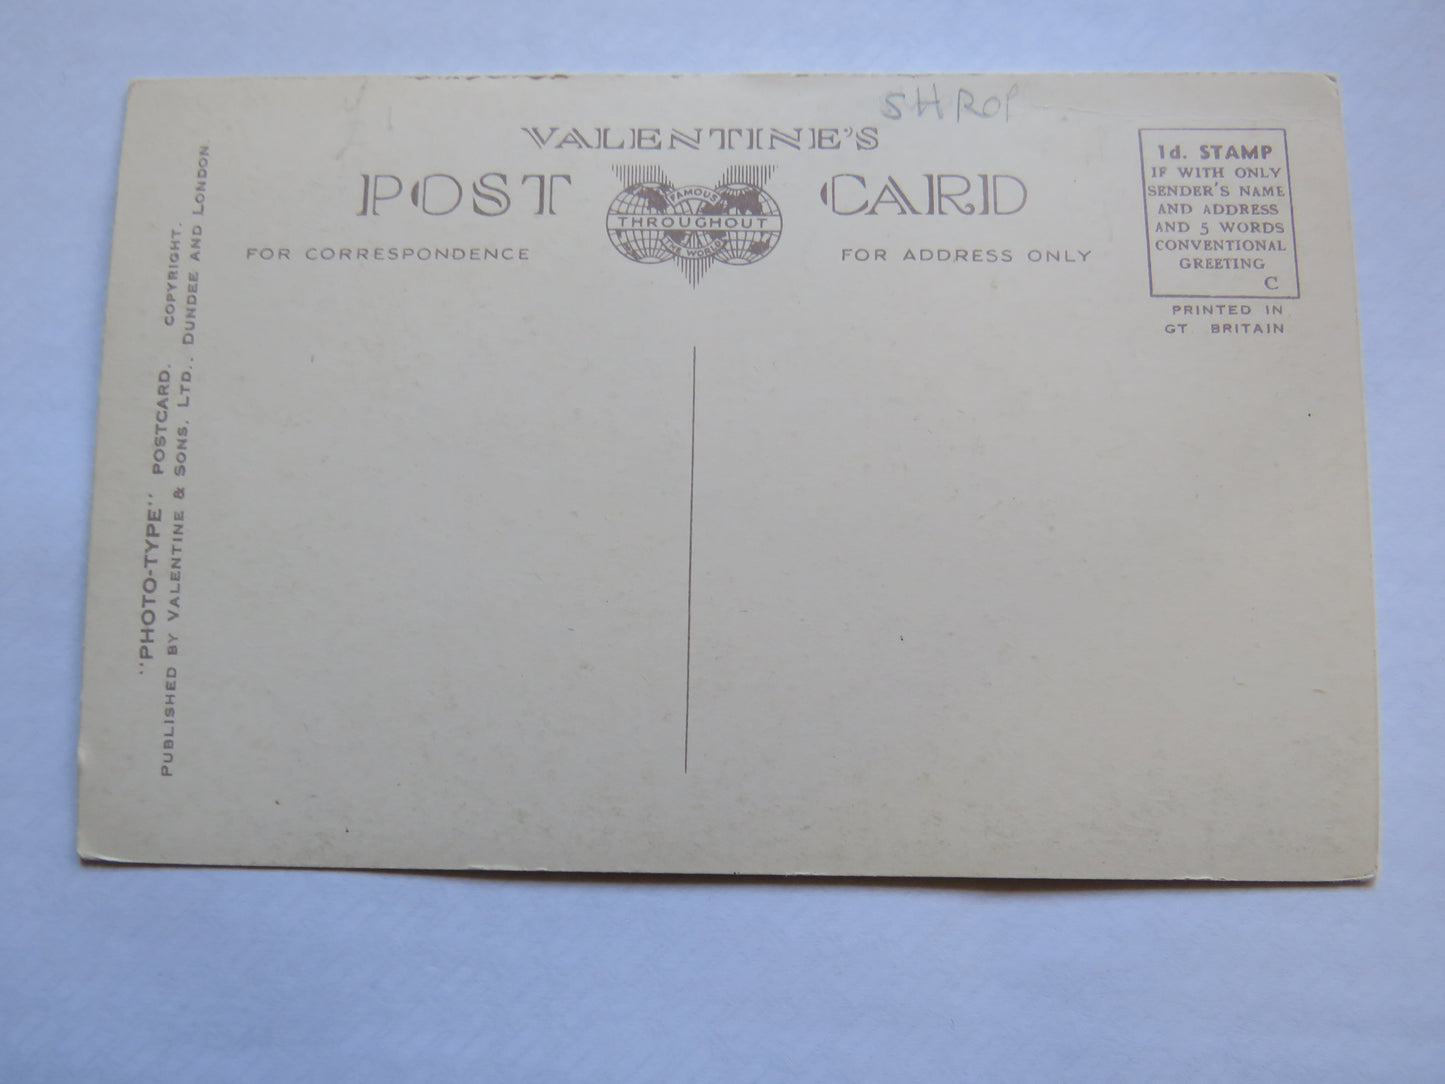 SHROP
VALENTINE'S
POST CARD
FAMOUS
THROUGHOUT
THE WORLD
FOR CORRESPONDENCE
FOR ADDRESS ONLY
1d. STAMP
IF WITH ONLY
SENDER'S NAME
AND ADDRESS
AND 5 WORDS
CONVENTIONAL
GREETING
C
PRINTED IN
GT. BRITAIN
"PHOTO-TYPE" POSTCARD. COPYRIGHT.
PUBLISHED BY VALENTINE & SONS, LTD., DUNDEE AND LONDON.